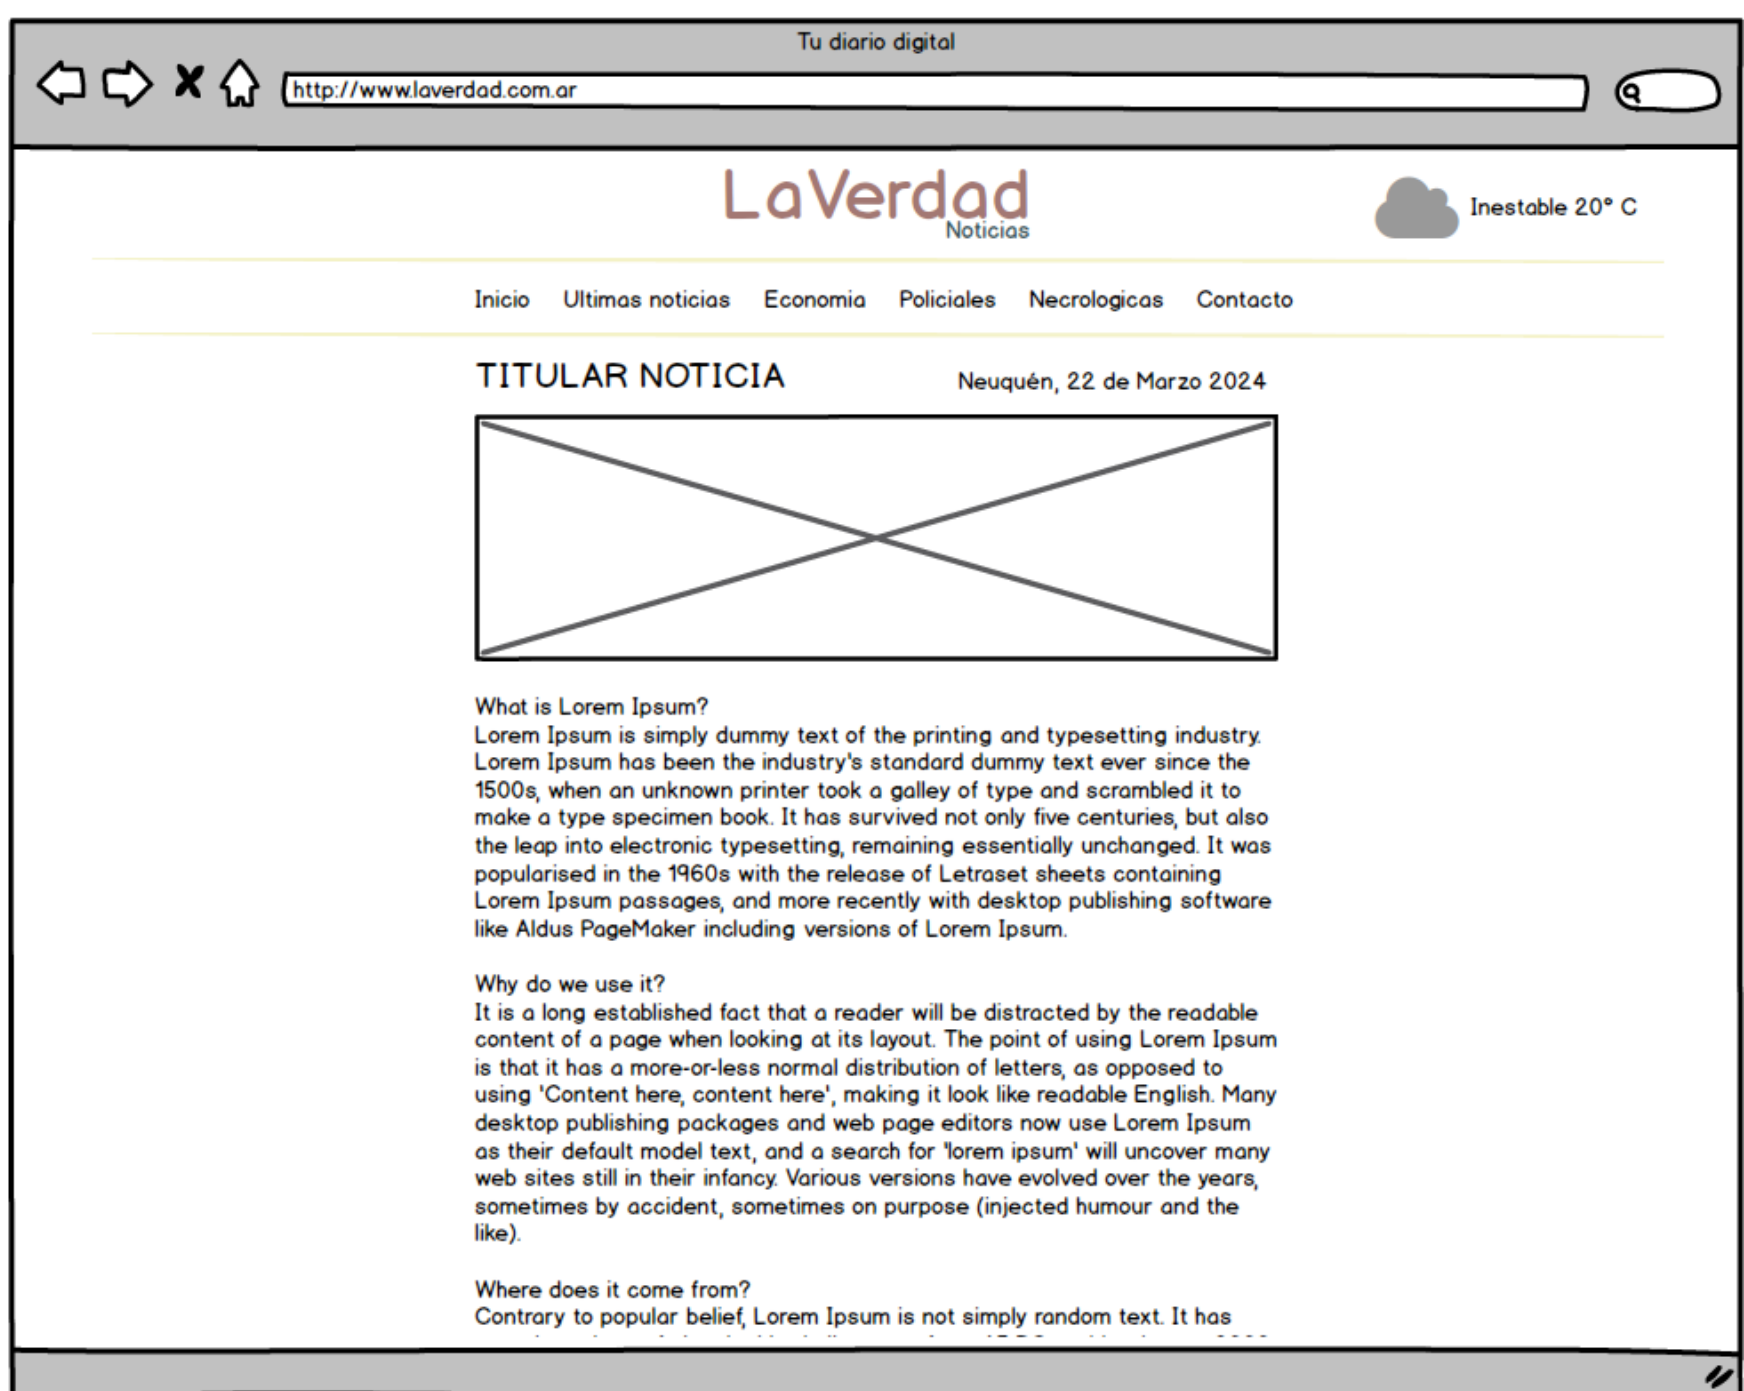 Tu diario digital
http://www.laverdad.com.ar
LaVerdad
Noticias
Inestable 20° C
Inicio Ultimas noticias Economia Policiales Necrologicas Contacto
TITULAR NOTICIA
Neuquén, 22 de Marzo 2024
What is Lorem Ipsum?
Lorem Ipsum is simply dummy text of the printing and typesetting industry.
Lorem Ipsum has been the industry's standard dummy text ever since the
1500s, when an unknown printer took a galley of type and scrambled it to
make a type specimen book. It has survived not only five centuries, but also
the leap into electronic typesetting, remaining essentially unchanged. It was
popularised in the 1960s with the release of Letraset sheets containing
Lorem Ipsum passages, and more recently with desktop publishing software
like Aldus PageMaker including versions of Lorem Ipsum.
Why do we use it?
It is a long established fact that a reader will be distracted by the readable
content of a page when looking at its layout. The point of using Lorem Ipsum
is that it has a more-or-less normal distribution of letters, as opposed to
using 'Content here, content here', making it look like readable English. Many
desktop publishing packages and web page editors now use Lorem Ipsum
as their default model text, and a search for 'lorem ipsum' will uncover many
web sites still in their infancy. Various versions have evolved over the years,
sometimes by accident, sometimes on purpose (injected humour and the
like).
Where does it come from?
Contrary to popular belief, Lorem Ipsum is not simply random text. It has